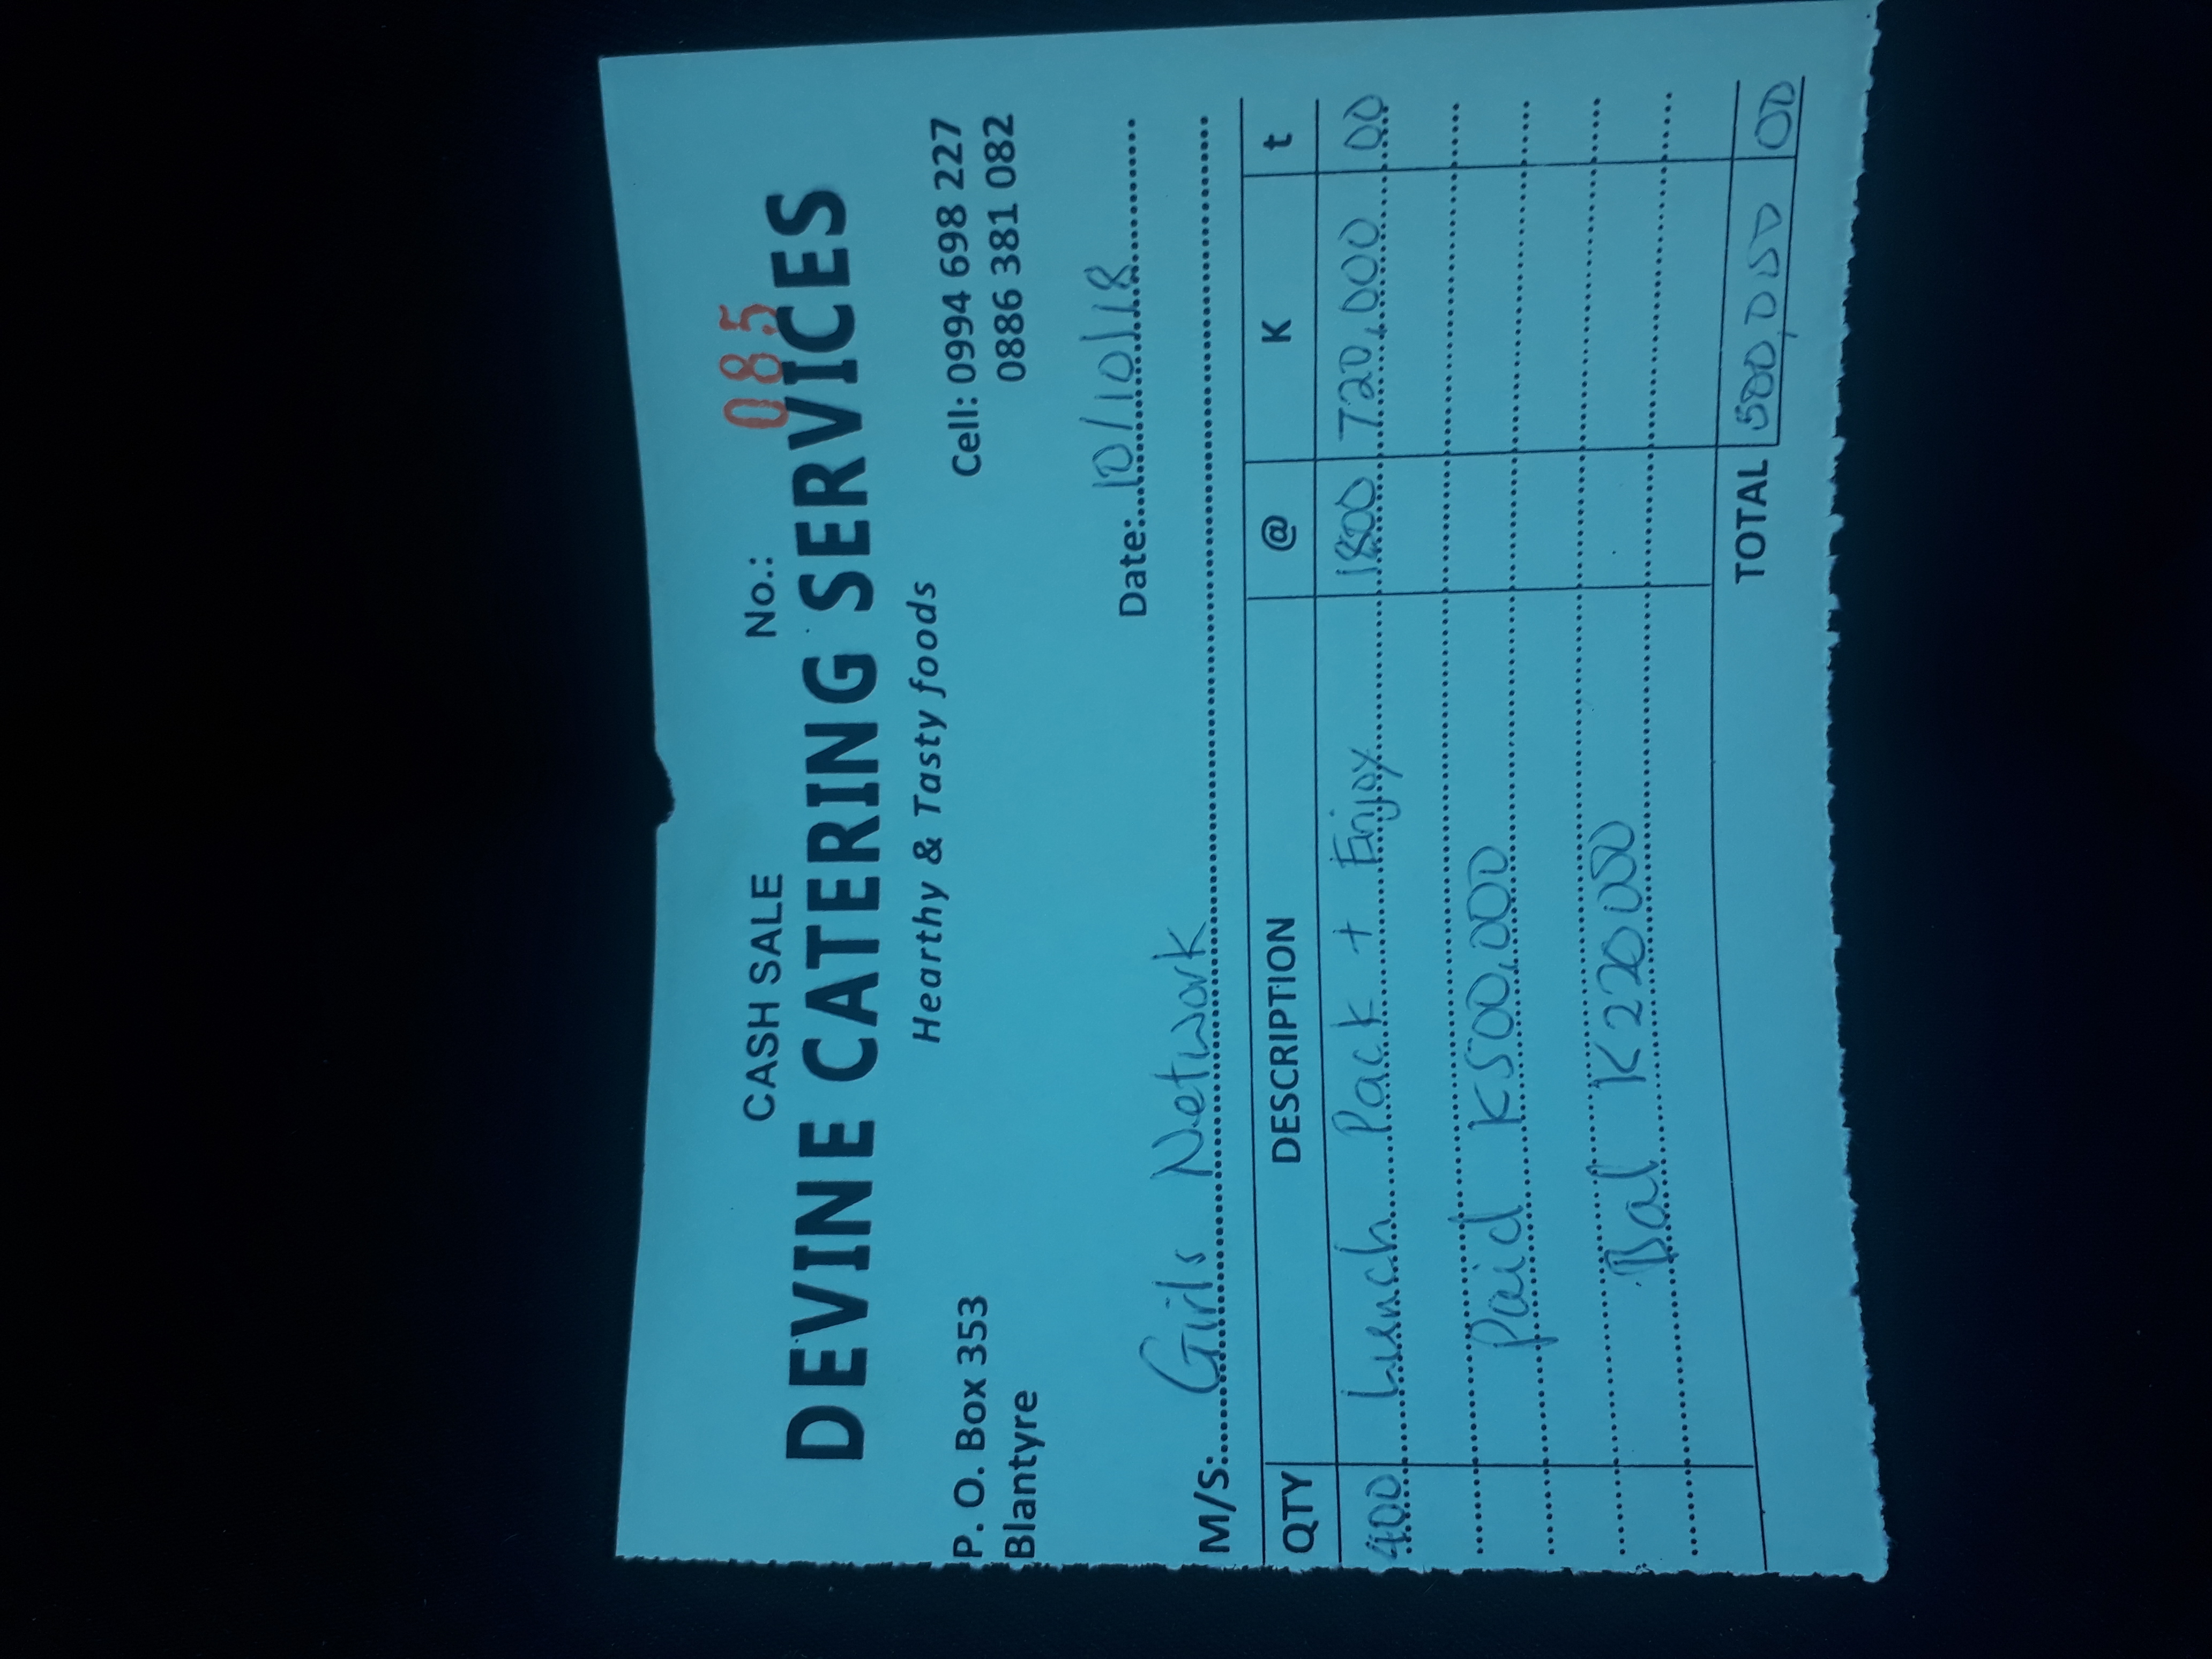 CASH SALE No.: 085
DEVINE CATERING SERVICES
Hearthy & Tasty foods
P. O. Box 353 Cell: 0994 698 227
Blantyre 0886 381 082
Date: 10/10/18
M/S: Girls Network
QTY DESCRIPTION @ K t
400 Lunch Pack + Enjoy 1800 720,000 00
Paid K500,000
Bal K220000
TOTAL 500,000 00